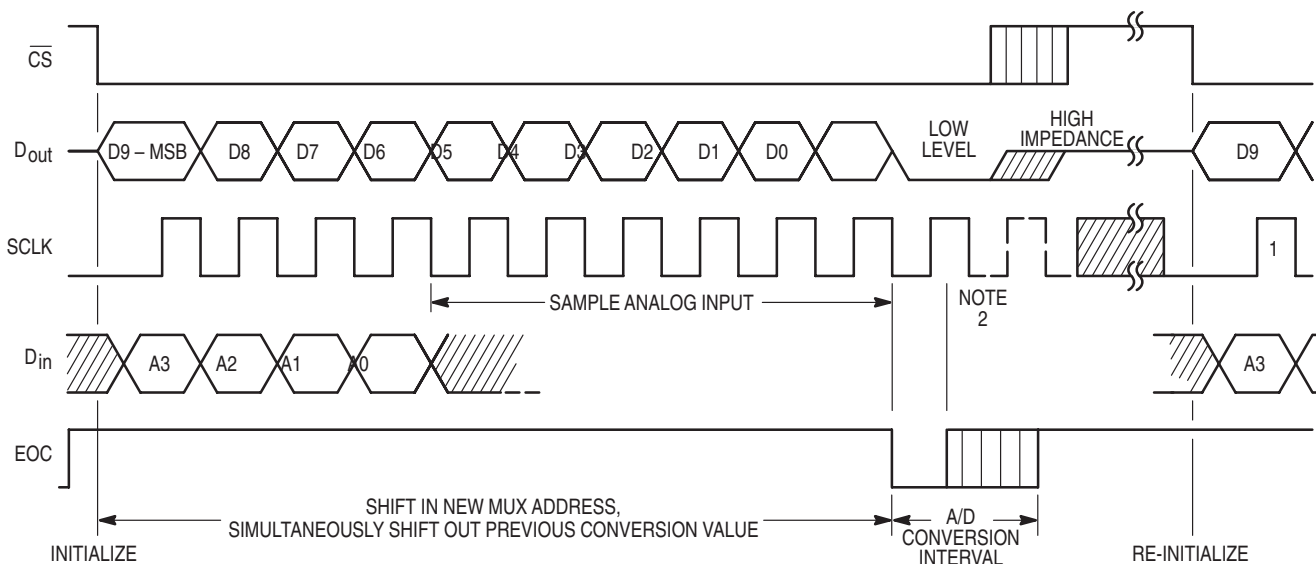 CS
Dout
D9 – MSB D8 D7 D6 D5 D4 D3 D2 D1 D0
LOW
LEVEL
HIGH
IMPEDANCE
D9
SCLK
1
SAMPLE ANALOG INPUT
NOTE
2
Din
A3 A2 A1 A0
A3
EOC
SHIFT IN NEW MUX ADDRESS,
SIMULTANEOUSLY SHIFT OUT PREVIOUS CONVERSION VALUE
A/D
CONVERSION
INTERVAL
INITIALIZE
RE-INITIALIZE